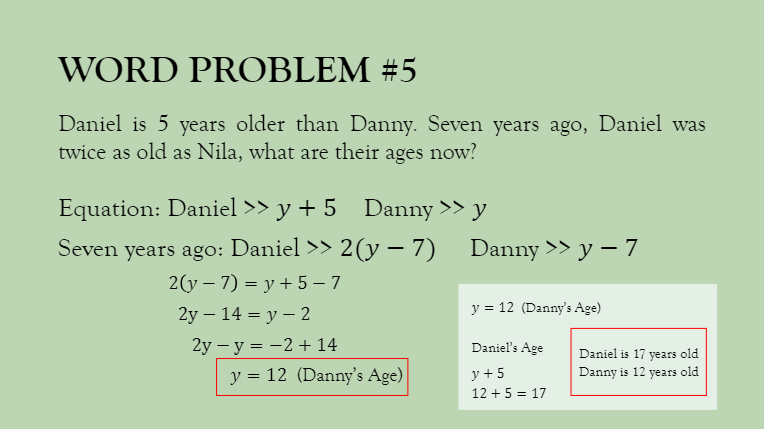 WORD PROBLEM #5
Daniel is 5 years older than Danny. Seven years ago, Daniel was
twice as old as Nila, what are their ages now?
Equation: Daniel >> y + 5 Danny >> y
Seven years ago: Daniel >> 2(y − 7) Danny >> y − 7
2(y − 7) = y + 5 − 7
2y − 14 = y − 2
2y − y = −2 + 14
y = 12 (Danny's Age)
y = 12 (Danny's Age)
Daniel's Age
y + 5
12 + 5 = 17
Daniel is 17 years old
Danny is 12 years old